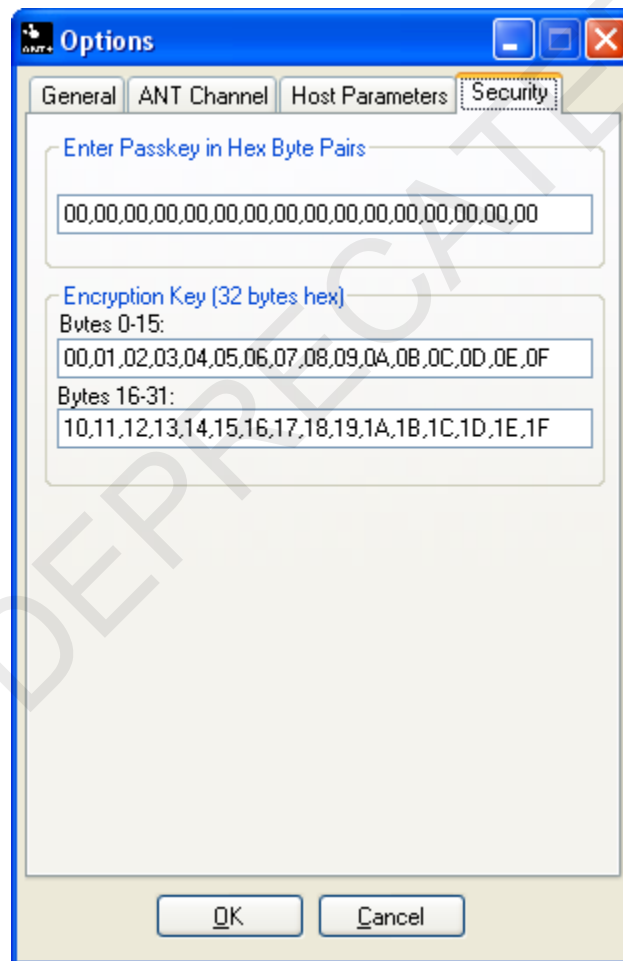 ANT+ Options
General ANT Channel Host Parameters Security
Enter Passkey in Hex Byte Pairs
00,00,00,00,00,00,00,00,00,00,00,00,00,00,00,00
Encryption Key (32 bytes hex)
Bytes 0-15:
00,01,02,03,04,05,06,07,08,09,0A,0B,0C,0D,0E,0F
Bytes 16-31:
10,11,12,13,14,15,16,17,18,19,1A,1B,1C,1D,1E,1F
DEPRECATE
OK Cancel